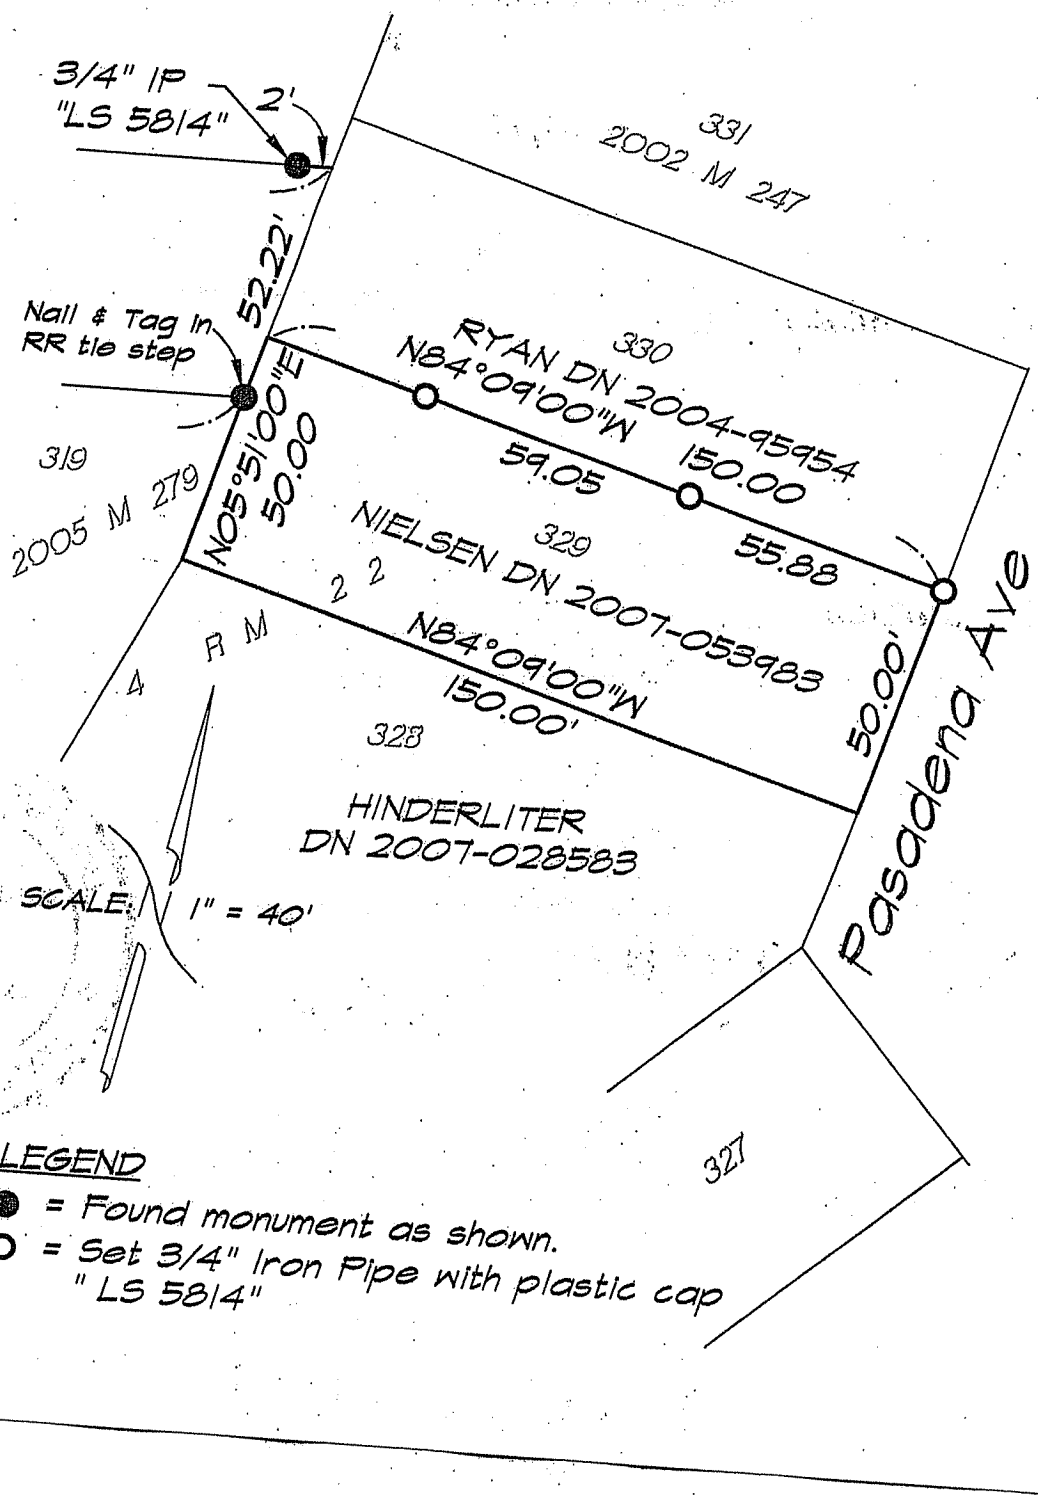 3/4" IP
"LS 5814"
2'
331
2002 M 247
52.22'
Nail & Tag in
RR tie step
330
RYAN DN 2004-95954
N84°09'00"W
150.00
59.05
55.88
319
2005 M 279
N05°51'00"E
50.00
329
NIELSEN DN 2007-053983
4 RM 22
N84°09'00"W
150.00'
50.00'
Pasadena Ave
328
HINDERLITER
DN 2007-028583
SCALE: 1" = 40'
327
LEGEND
= Found monument as shown.
= Set 3/4" Iron Pipe with plastic cap
" LS 5814"